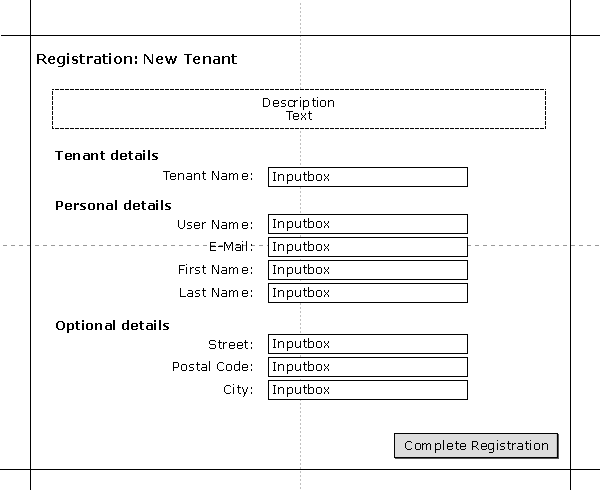 Registration: New Tenant
Description
Text
Tenant details
Tenant Name: Inputbox
Personal details
User Name: Inputbox
E-Mail: Inputbox
First Name: Inputbox
Last Name: Inputbox
Optional details
Street: Inputbox
Postal Code: Inputbox
City: Inputbox
Complete Registration